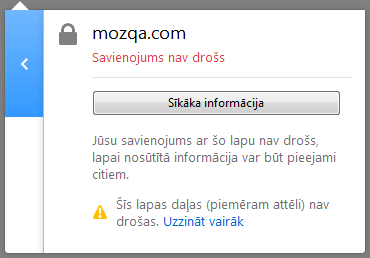 mozqa.com
Savienojums nav drošs
Sīkāka informācija
Jūsu savienojums ar šo lapu nav drošs,
lapai nosūtītā informācija var būt pieejami
citiem.
Šīs lapas daļas (piemēram attēli) nav
drošas. Uzzināt vairāk